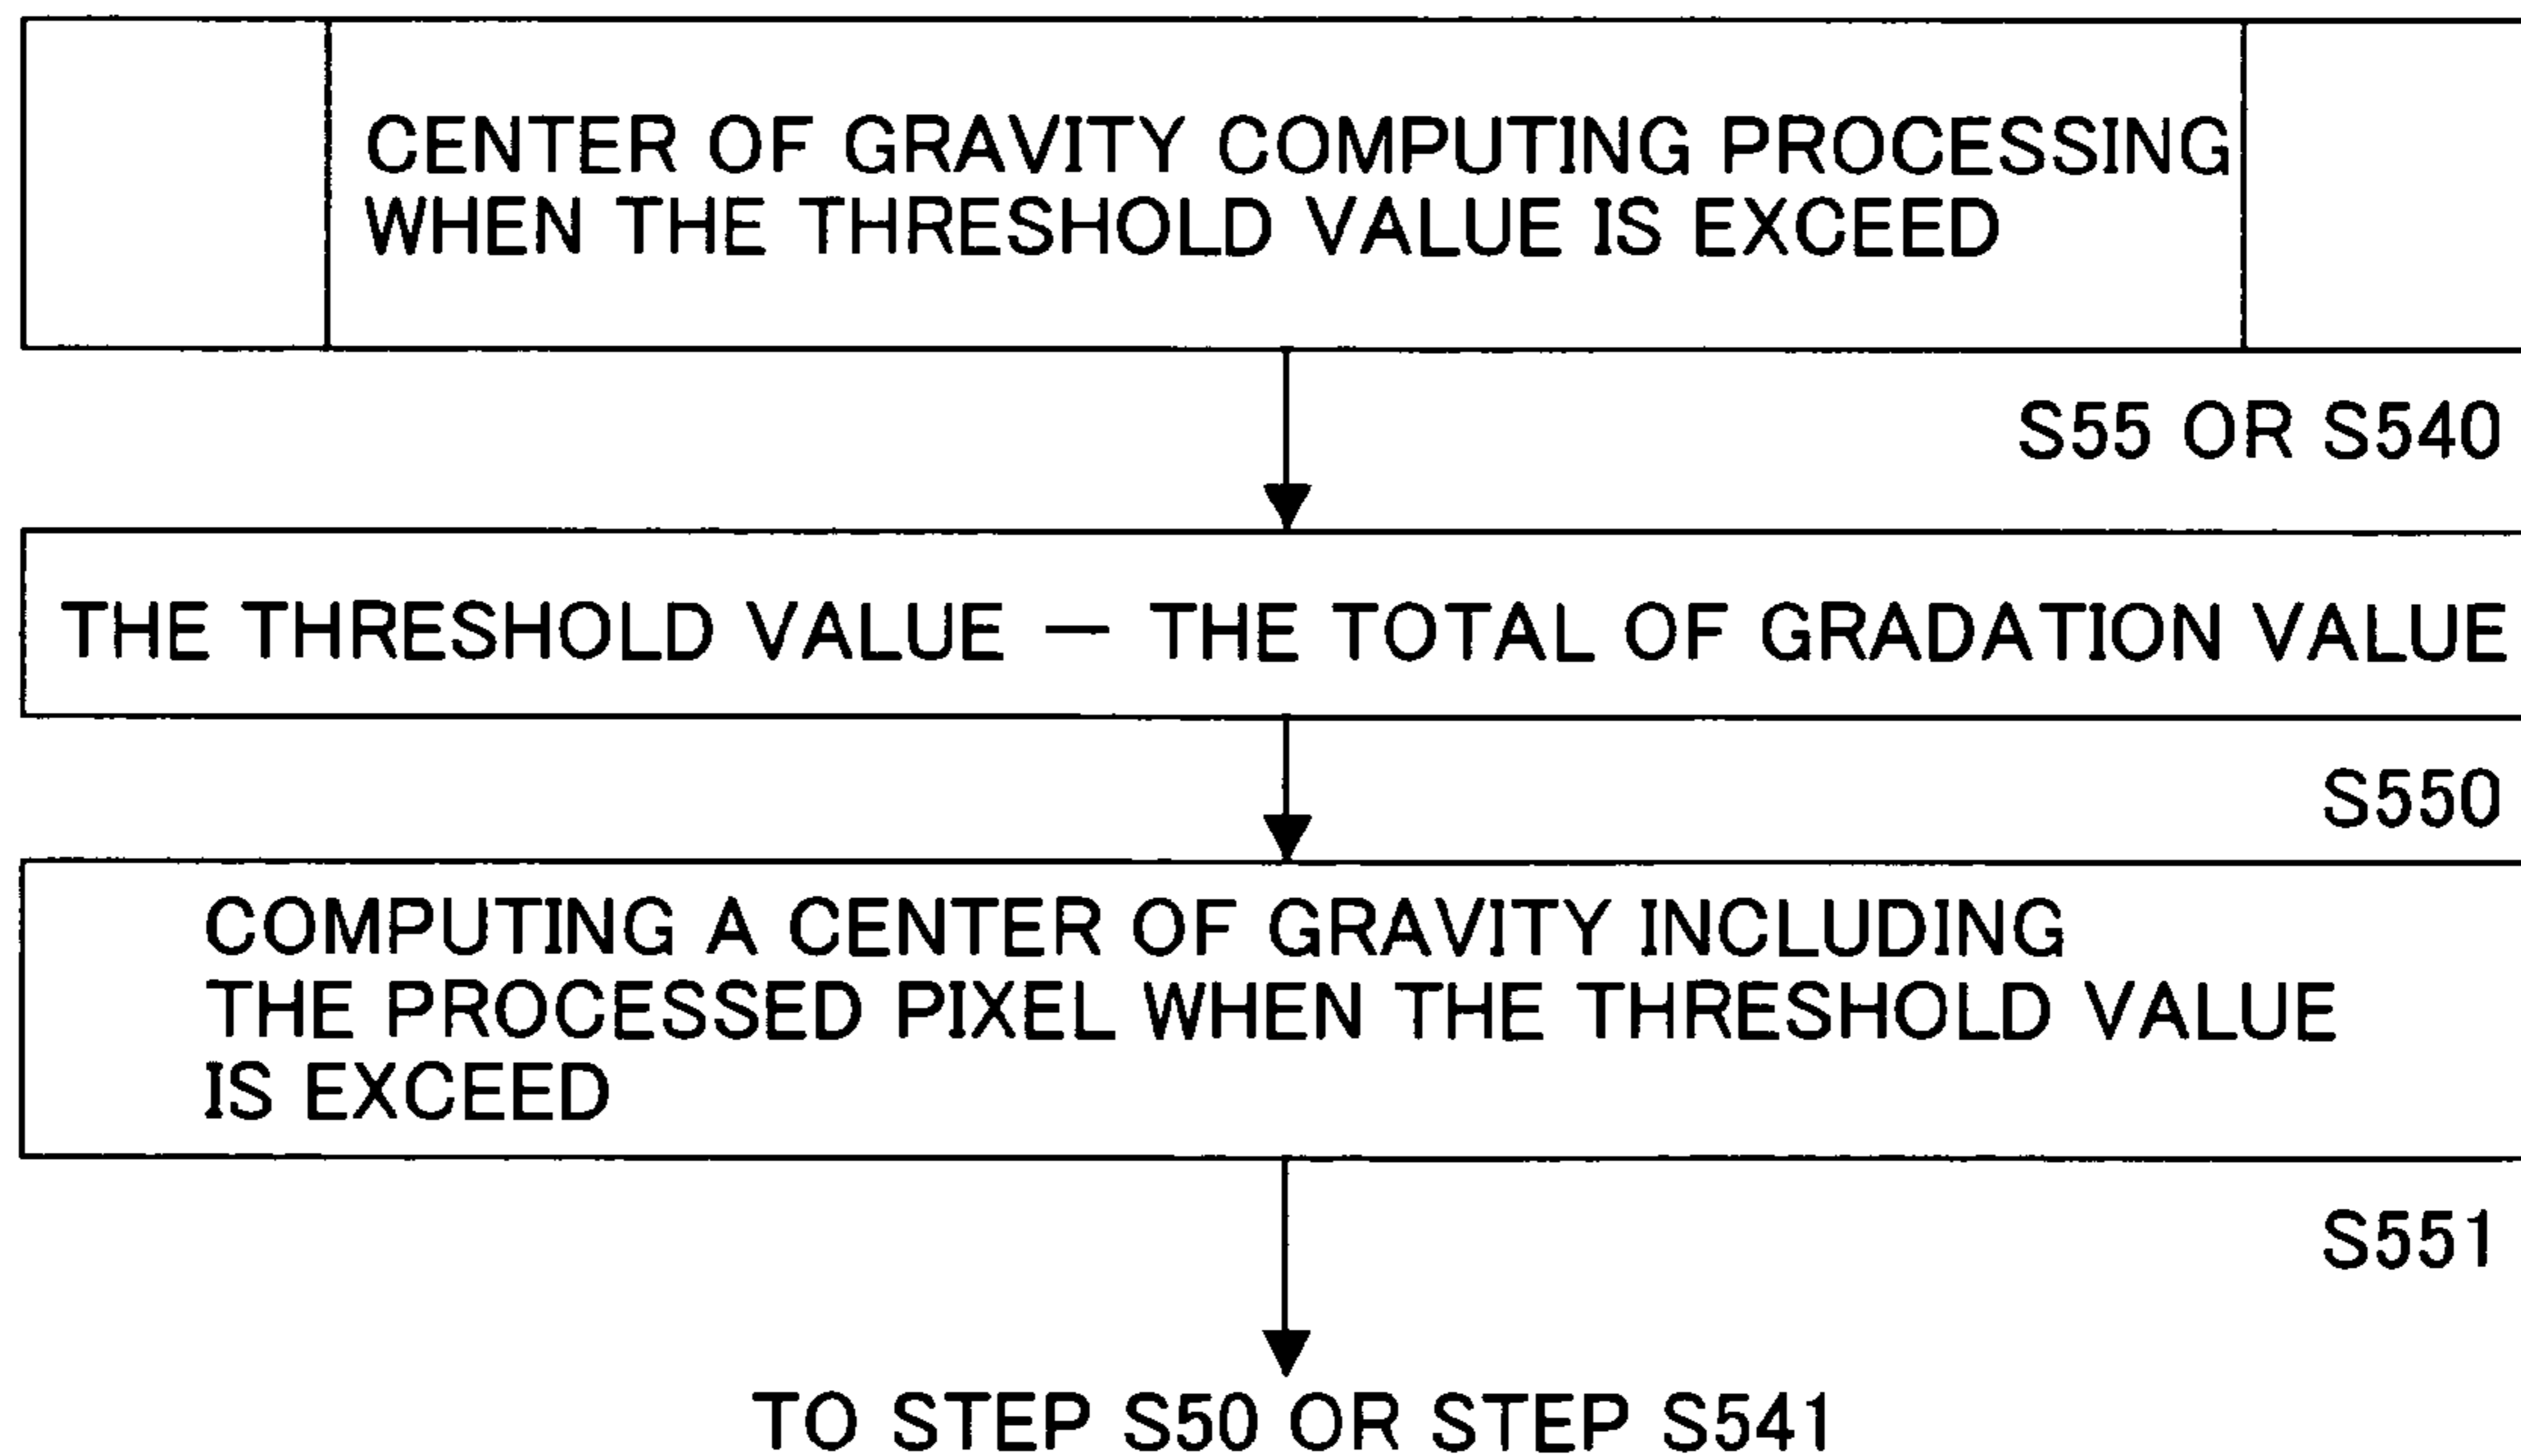 CENTER OF GRAVITY COMPUTING PROCESSING
WHEN THE THRESHOLD VALUE IS EXCEED
S55 OR S540
THE THRESHOLD VALUE — THE TOTAL OF GRADATION VALUE
S550
COMPUTING A CENTER OF GRAVITY INCLUDING
THE PROCESSED PIXEL WHEN THE THRESHOLD VALUE
IS EXCEED
S551
TO STEP S50 OR STEP S541